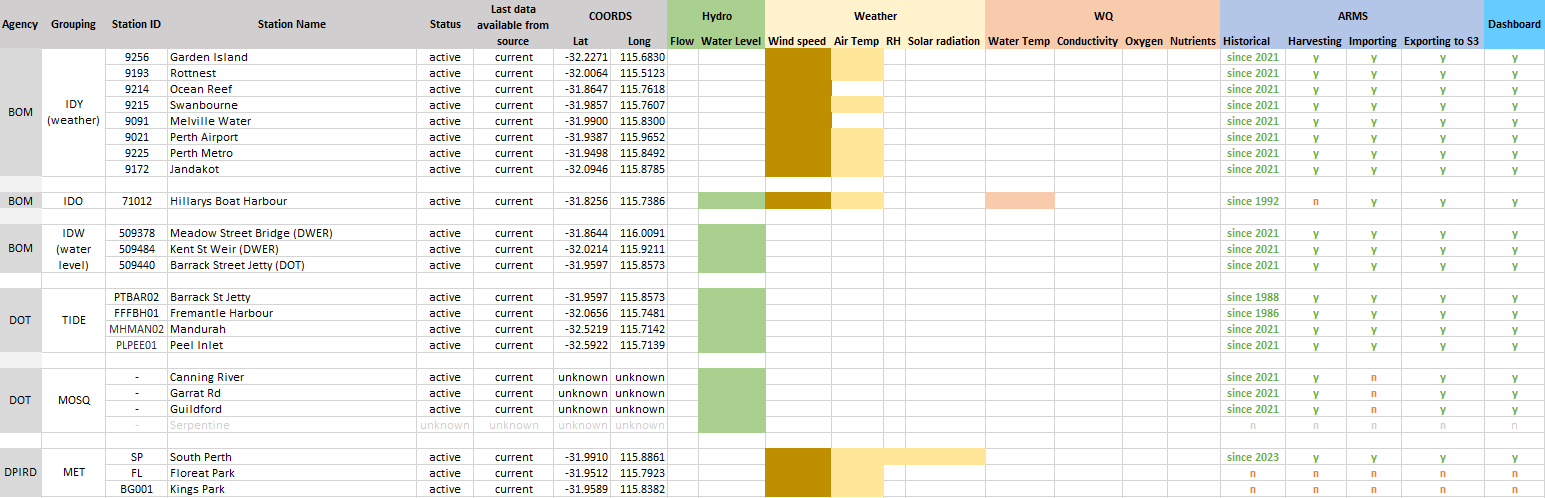 Agency Grouping Station ID Station Name Status Last data available from source COORDS Hydro Weather WQ ARMS Dashboard
Lat Long Flow Water Level Wind speed Air Temp RH Solar radiation Water Temp Conductivity Oxygen Nutrients Historical Harvesting Importing Exporting to S3
BOM IDY (weather)
9256 Garden Island active current -32.2271 115.6830 since 2021 y y y y
9193 Rottnest active current -32.0064 115.5123 since 2021 y y y y
9214 Ocean Reef active current -31.8647 115.7618 since 2021 y y y y
9215 Swanbourne active current -31.9857 115.7607 since 2021 y y y y
9091 Melville Water active current -31.9900 115.8300 since 2021 y y y y
9021 Perth Airport active current -31.9387 115.9652 since 2021 y y y y
9225 Perth Metro active current -31.9498 115.8492 since 2021 y y y y
9172 Jandakot active current -32.0946 115.8785 since 2021 y y y y
BOM IDO 71012 Hillarys Boat Harbour active current -31.8256 115.7386 since 1992 n y y y
BOM IDW (water level)
509378 Meadow Street Bridge (DWER) active current -31.8644 116.0091 since 2021 y y y y
509484 Kent St Weir (DWER) active current -32.0214 115.9211 since 2021 y y y y
509440 Barrack Street Jetty (DOT) active current -31.9597 115.8573 since 2021 y y y y
DOT TIDE
PTBAR02 Barrack St Jetty active current -31.9597 115.8573 since 1988 y y y y
FFFBH01 Fremantle Harbour active current -32.0656 115.7481 since 1986 y y y y
MHMAN02 Mandurah active current -32.5219 115.7142 since 2021 y y y y
PLPEE01 Peel Inlet active current -32.5922 115.7139 since 2021 y y y y
DOT MOSQ
- Canning River active current unknown unknown since 2021 y n y y
- Garrat Rd active current unknown unknown since 2021 y n y y
- Guildford active current unknown unknown since 2021 y n y y
- Serpentine unknown unknown unknown unknown n n n n n
DPIRD MET
SP South Perth active current -31.9910 115.8861 since 2023 y y y y
FL Floreat Park active current -31.9512 115.7923 n n n n n
BG001 Kings Park active current -31.9589 115.8382 n n n n n